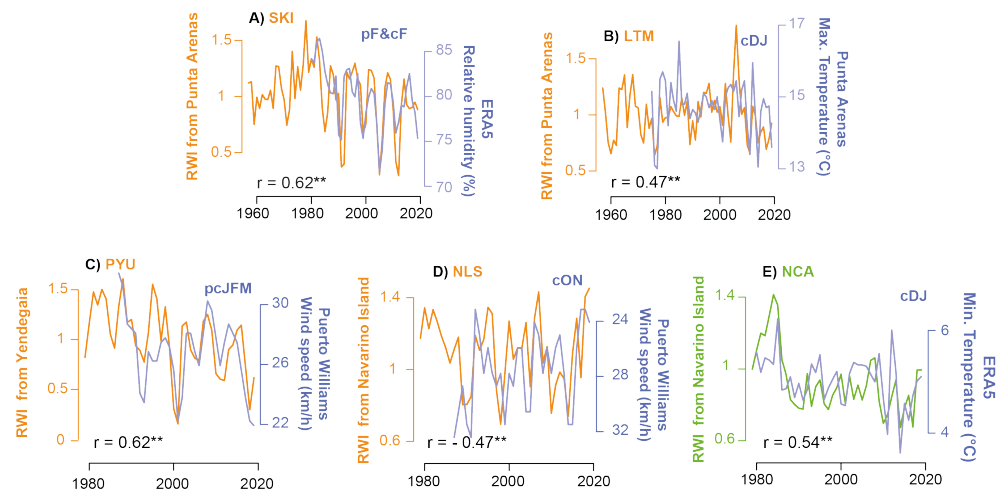 A) SKI
pF&cF
RWI from Punta Arenas
1.5
1
0.5
85
80
75
70
ERA5
Relative humidity (%)
r = 0.62**
1960 1980 2000 2020
B) LTM
cDJ
RWI from Punta Arenas
1.5
1
0.5
17
15
13
Punta Arenas
Max. Temperature (°C)
r = 0.47**
1960 1980 2000 2020
C) PYU
pcJFM
RWI from Yendegaia
1.5
1
1.5
0
30
26
26
22
Puerto Williams
Wind speed (km/h)
r = 0.62**
1980 2000 2020
D) NLS
cON
RWI from Navarino Island
1.4
1
0.6
24
28
28
32
Puerto Williams
Wind speed (km/h)
r = - 0.47**
1980 2000 2020
E) NCA
cDJ
RWI from Navarino Island
1.4
1
0.6
6
4
ERA5
Min. Temperature (°C)
r = 0.54**
1980 2000 2020